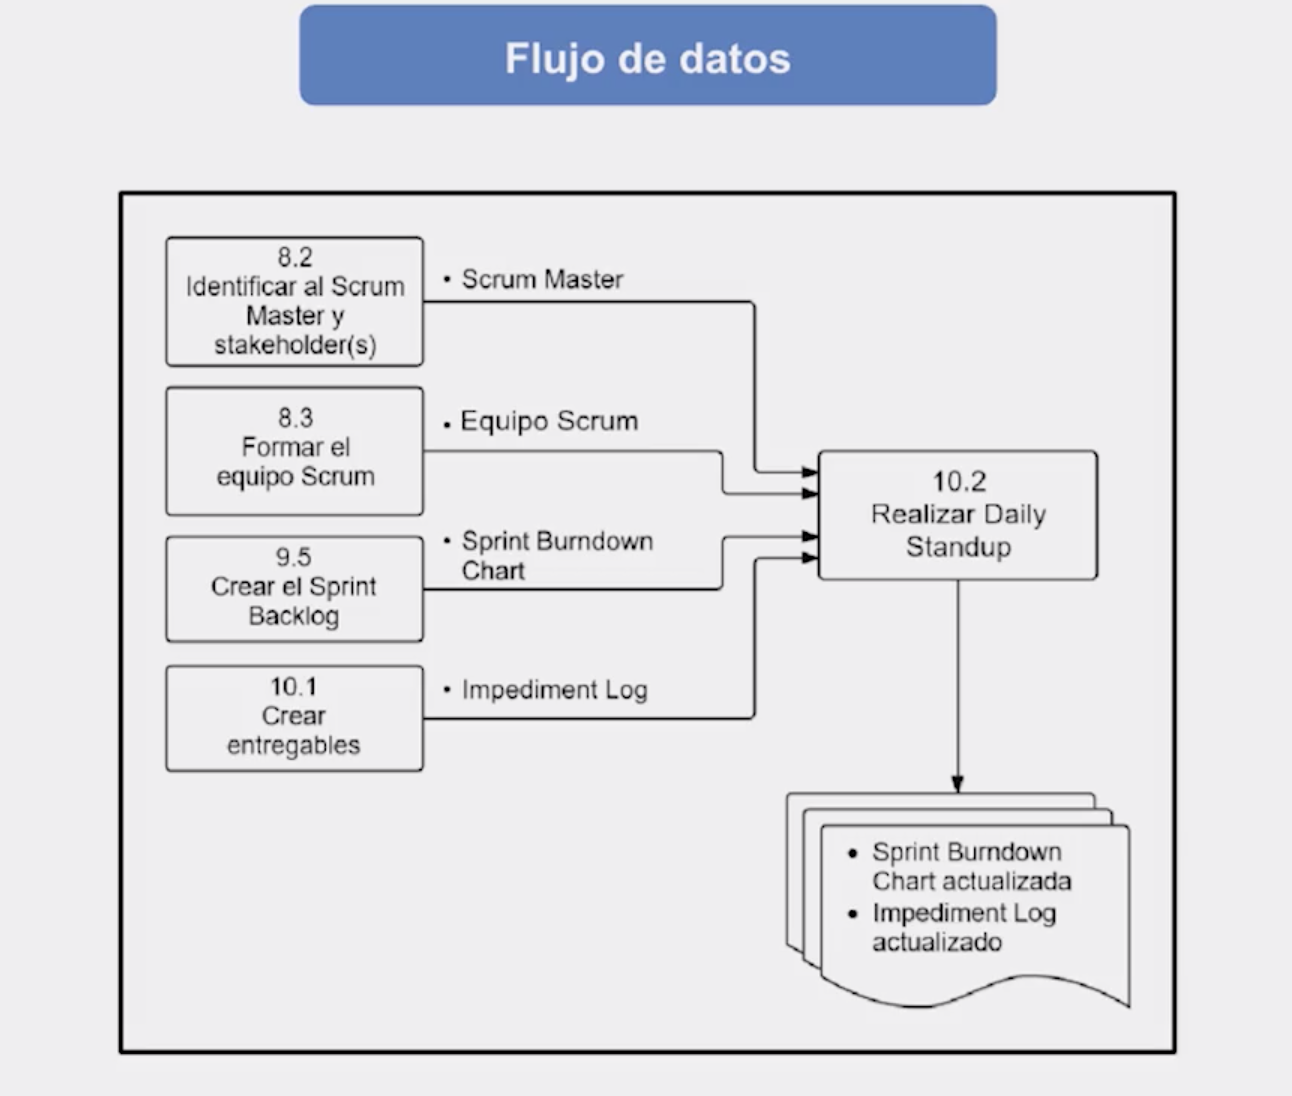 Flujo de datos
8.2
Identificar al Scrum
Master y
stakeholder(s)
• Scrum Master
8.3
Formar el
equipo Scrum
• Equipo Scrum
9.5
Crear el Sprint
Backlog
• Sprint Burndown
Chart
10.1
Crear
entregables
• Impediment Log
10.2
Realizar Daily
Standup
• Sprint Burndown
Chart actualizada
• Impediment Log
actualizado